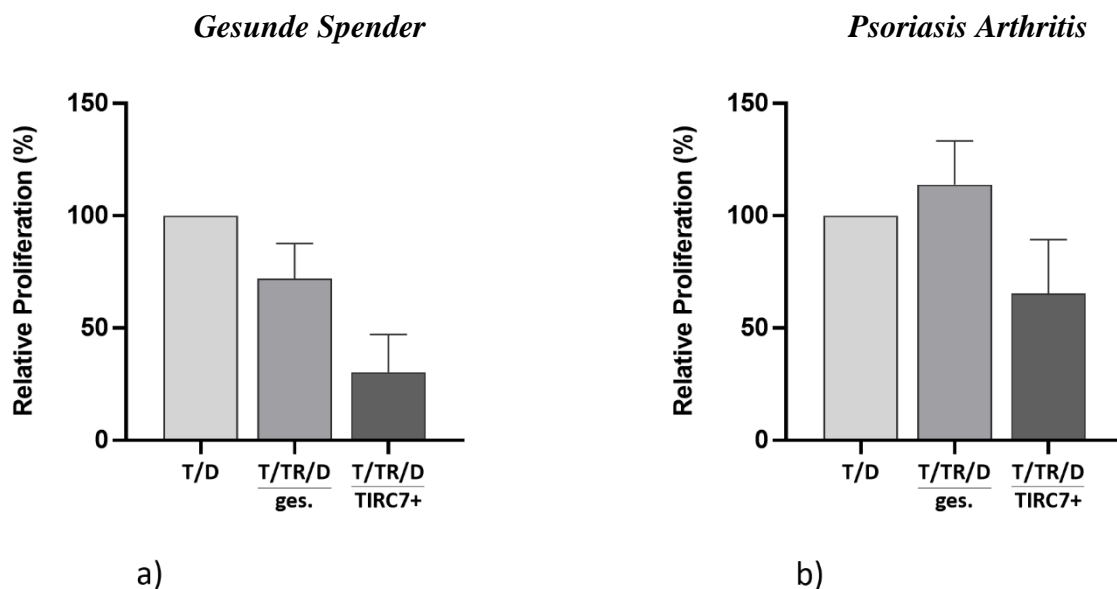 Gesunde Spender
Relative Proliferation (%)
150
100
50
0
T/D
T/TR/D
ges.
T/TR/D
TIRC7+
a)
Psoriasis Arthritis
Relative Proliferation (%)
150
100
50
0
T/D
T/TR/D
ges.
T/TR/D
TIRC7+
b)